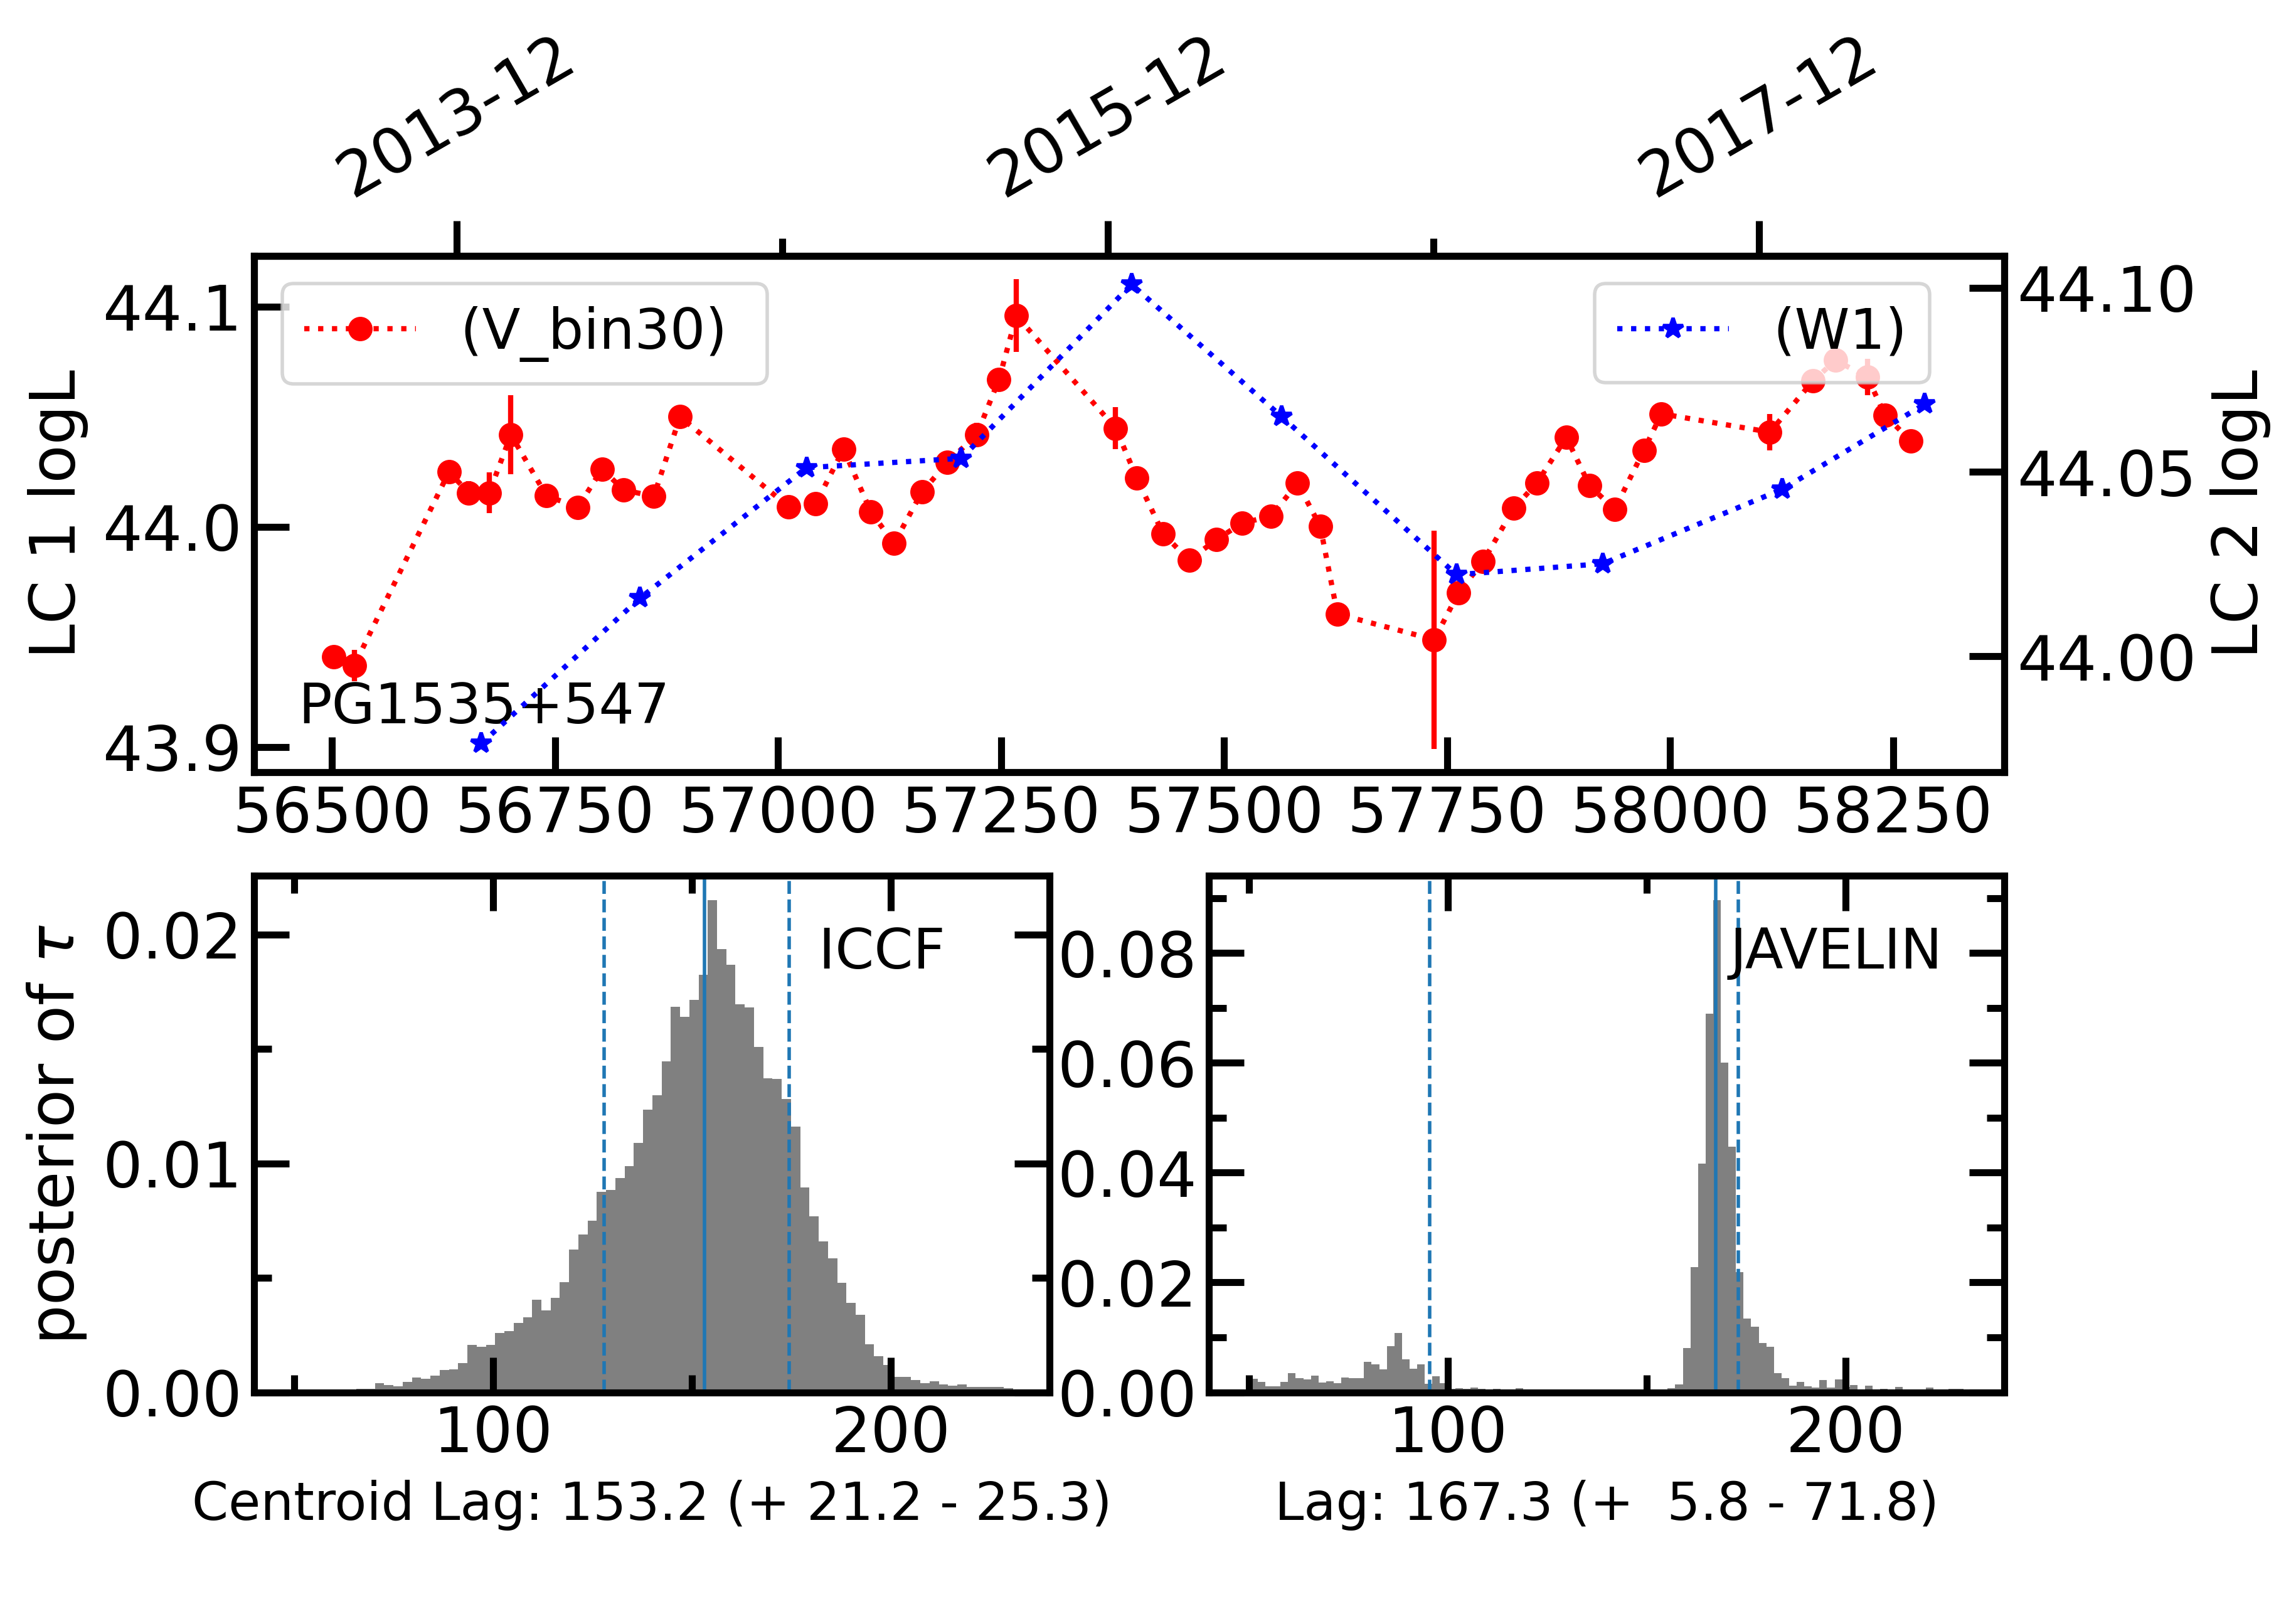 2013-12 2015-12 2017-12
44.1
44.0
43.9
LC 1 logL
(V_bin30)
(W1)
PG1535+547
44.10
44.05
44.00
LC 2 logL
56500 56750 57000 57250 57500 57750 58000 58250
posterior of τ
0.02
0.01
0.00
ICCF
100 200
Centroid Lag: 153.2 (+ 21.2 - 25.3)
0.08
0.06
0.04
0.02
0.00
JAVELIN
100 200
Lag: 167.3 (+  5.8 - 71.8)